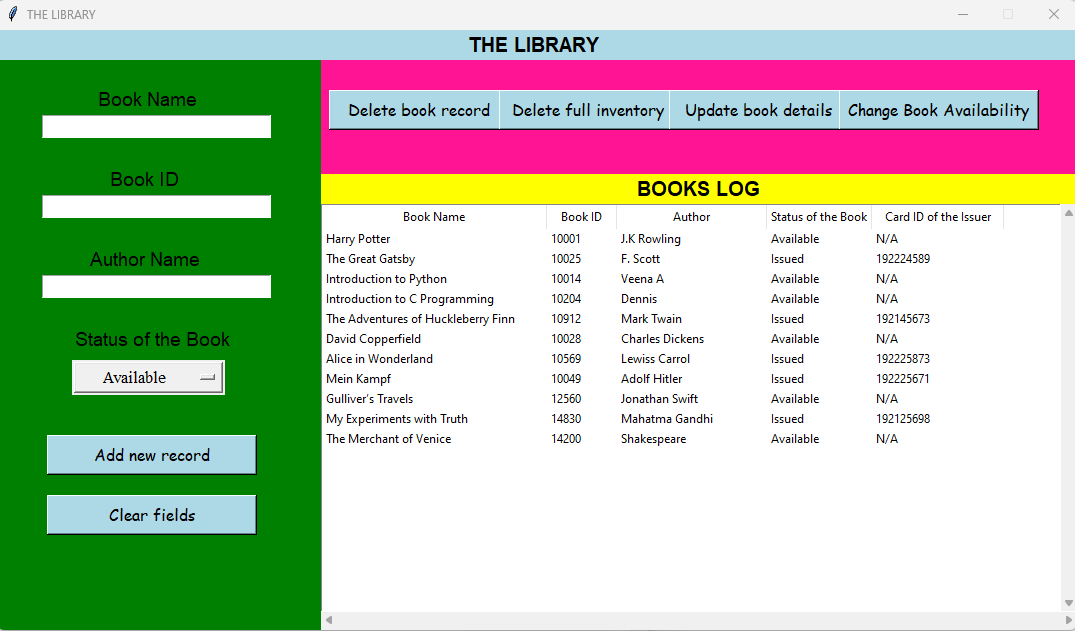 THE LIBRARY
THE LIBRARY
Book Name
Book ID
Author Name
Status of the Book
Available
Add new record
Clear fields
Delete book record Delete full inventory Update book details Change Book Availability
BOOKS LOG
Book Name Book ID Author Status of the Book Card ID of the Issuer
Harry Potter 10001 J.K Rowling Available N/A
The Great Gatsby 10025 F. Scott Issued 192224589
Introduction to Python 10014 Veena A Available N/A
Introduction to C Programming 10204 Dennis Available N/A
The Adventures of Huckleberry Finn 10912 Mark Twain Issued 192145673
David Copperfield 10028 Charles Dickens Available N/A
Alice in Wonderland 10569 Lewiss Carrol Issued 192225873
Mein Kampf 10049 Adolf Hitler Issued 192225671
Gulliver's Travels 12560 Jonathan Swift Available N/A
My Experiments with Truth 14830 Mahatma Gandhi Issued 192125698
The Merchant of Venice 14200 Shakespeare Available N/A